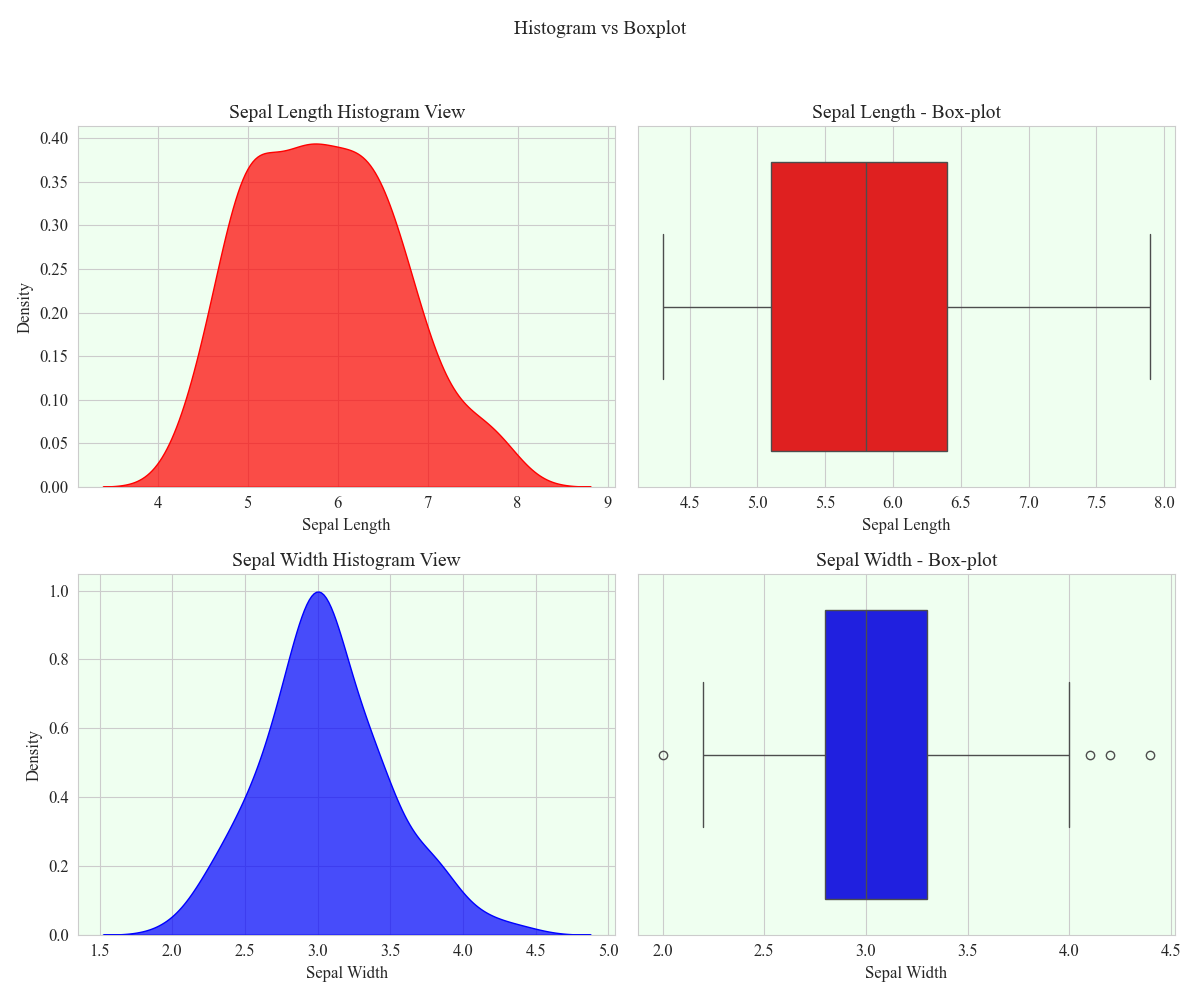 Histogram vs Boxplot
Sepal Length Histogram View
Density
0.40
0.35
0.30
0.25
0.20
0.15
0.10
0.05
0.00
4 5 6 7 8 9
Sepal Length
Sepal Length - Box-plot
4.5 5.0 5.5 6.0 6.5 7.0 7.5 8.0
Sepal Length
Sepal Width Histogram View
Density
1.0
0.8
0.6
0.4
0.2
0.0
1.5 2.0 2.5 3.0 3.5 4.0 4.5 5.0
Sepal Width
Sepal Width - Box-plot
2.0 2.5 3.0 3.5 4.0 4.5
Sepal Width